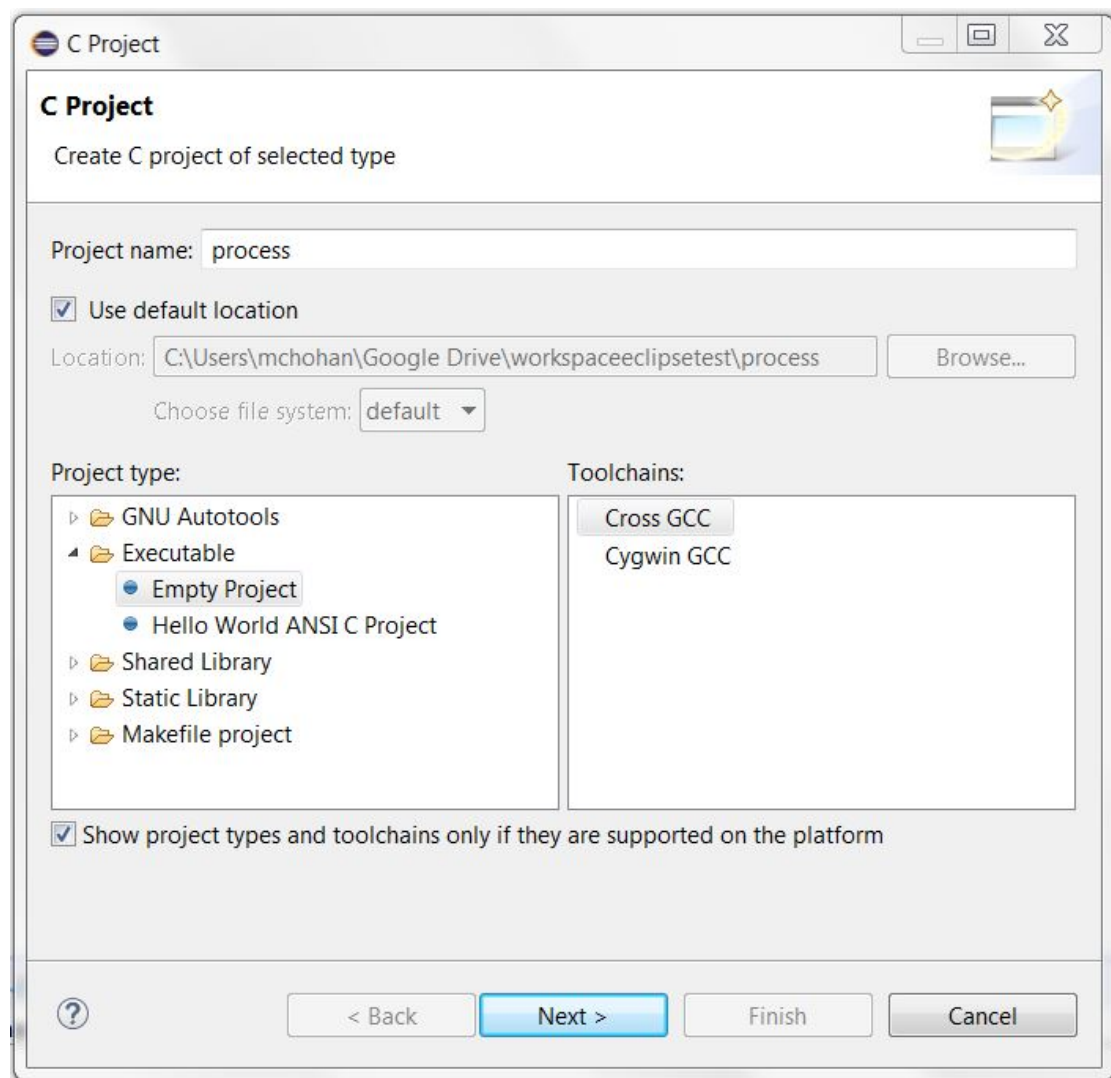 C Project
C Project
Create C project of selected type
Project name: process
Use default location
Location: C:\Users\mchohan\Google Drive\workspaceeclipsetest\process Browse...
Choose file system: default
Project type: Toolchains:
GNU Autotools Cross GCC
Executable Cygwin GCC
Empty Project
Hello World ANSI C Project
Shared Library
Static Library
Makefile project
Show project types and toolchains only if they are supported on the platform
? < Back Next > Finish Cancel